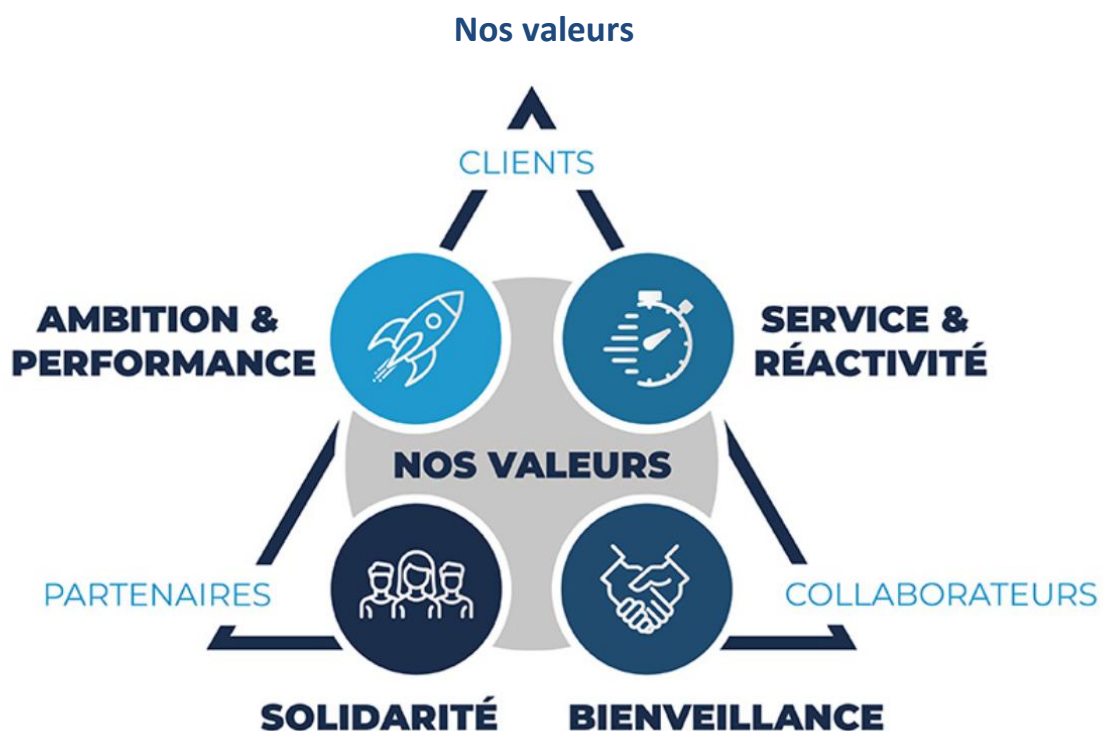 Nos valeurs
CLIENTS
AMBITION &
PERFORMANCE
SERVICE &
RÉACTIVITÉ
NOS VALEURS
PARTENAIRES
COLLABORATEURS
SOLIDARITÉ
BIENVEILLANCE